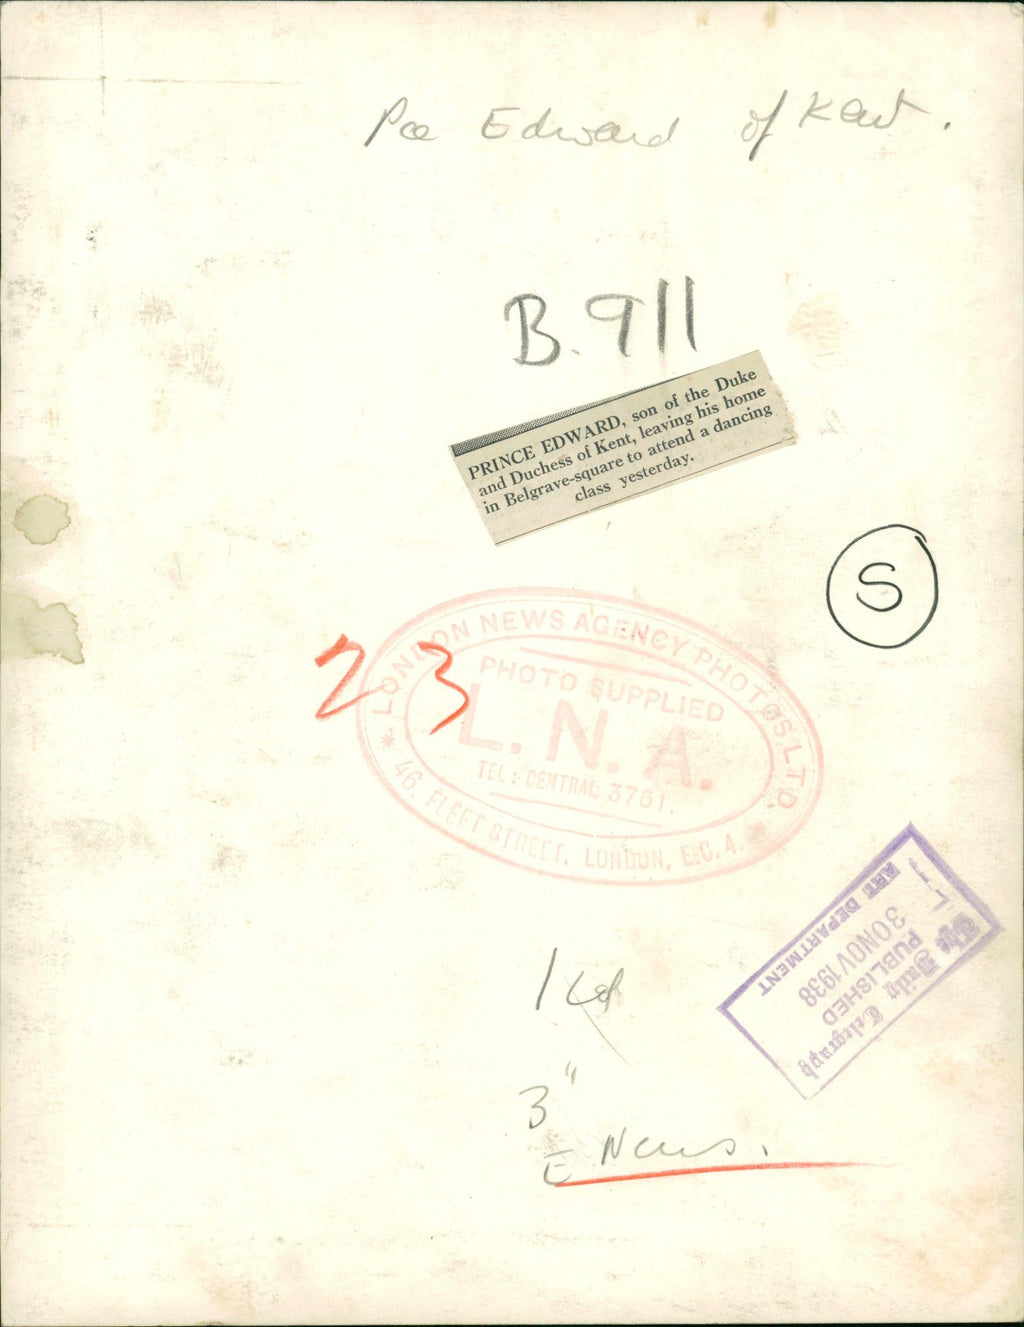 Pce Edward of Kent.
B.911
PRINCE EDWARD, son of the Duke
and Duchess of Kent, leaving his home
in Belgrave-square to attend a dancing
class yesterday.
S
23
* LONDON NEWS AGENCY PHOTOS LTD. *
PHOTO SUPPLIED
L. N. A.
TEL: CENTRAL 3761.
46, FLEET STREET, LONDON, E.C.4.
The Daily Telegraph
PUBLISHED
30 NOV 1938
ART DEPARTMENT
3"
E News.